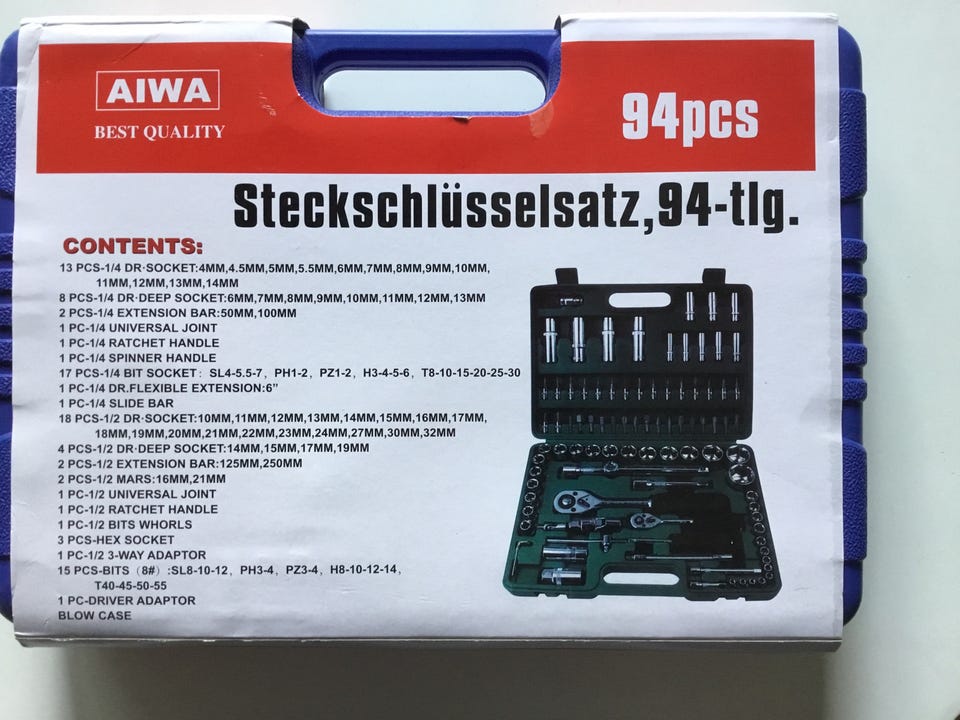 AIWA
BEST QUALITY
94pcs
Steckschlüsselsatz,94-tlg.
CONTENTS:
13 PCS-1/4 DR·SOCKET:4MM,4.5MM,5MM,5.5MM,6MM,7MM,8MM,9MM,10MM,
11MM,12MM,13MM,14MM
8 PCS-1/4 DR·DEEP SOCKET:6MM,7MM,8MM,9MM,10MM,11MM,12MM,13MM
2 PCS-1/4 EXTENSION BAR:50MM,100MM
1 PC-1/4 UNIVERSAL JOINT
1 PC-1/4 RATCHET HANDLE
1 PC-1/4 SPINNER HANDLE
17 PCS-1/4 BIT SOCKET: SL4-5.5-7, PH1-2, PZ1-2, H3-4-5-6, T8-10-15-20-25-30
1 PC-1/4 DR.FLEXIBLE EXTENSION:6”
1 PC-1/4 SLIDE BAR
18 PCS-1/2 DR·SOCKET:10MM,11MM,12MM,13MM,14MM,15MM,16MM,17MM,
18MM,19MM,20MM,21MM,22MM,23MM,24MM,27MM,30MM,32MM
4 PCS-1/2 DR·DEEP SOCKET:14MM,15MM,17MM,19MM
2 PCS-1/2 EXTENSION BAR:125MM,250MM
2 PCS-1/2 MARS:16MM,21MM
1 PC-1/2 UNIVERSAL JOINT
1 PC-1/2 RATCHET HANDLE
1 PC-1/2 BITS WHORLS
3 PCS-HEX SOCKET
1 PC-1/2 3-WAY ADAPTOR
15 PCS-BITS (8#) :SL8-10-12, PH3-4, PZ3-4, H8-10-12-14,
T40-45-50-55
1 PC-DRIVER ADAPTOR
BLOW CASE